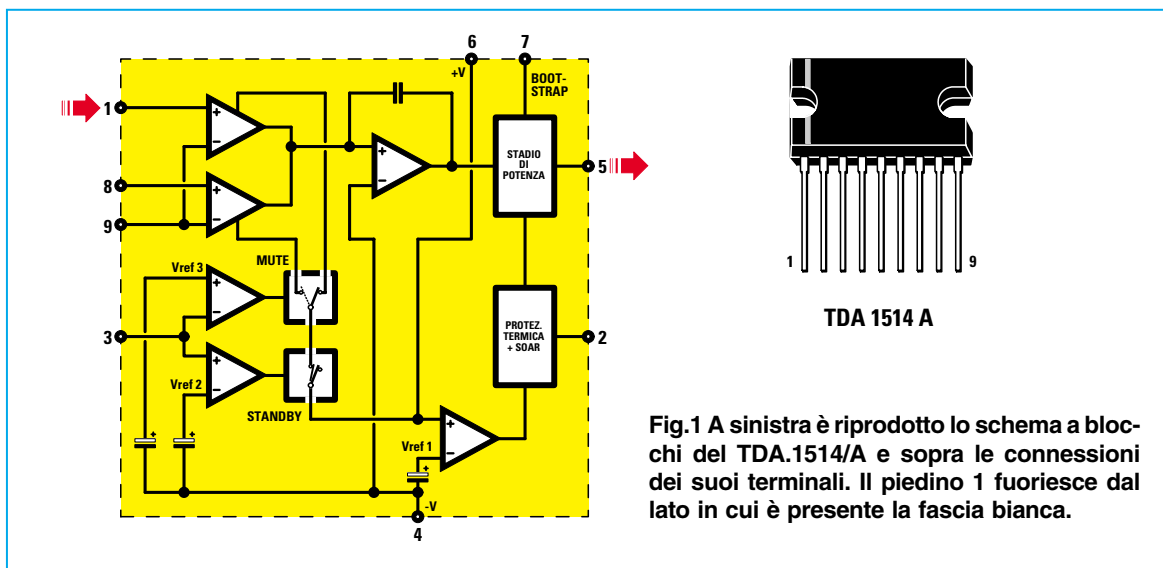 6
7
+V
BOOT-
STRAP
1
+
−
STADIO
DI
POTENZA
5
8
+
−
9
+
−
MUTE
Vref 3
+
−
3
PROTEZ.
TERMICA
+ SOAR
2
+
−
Vref 2
STANDBY
Vref 1
+
−
+
+
+
-V
4
1
9
TDA 1514 A
Fig.1 A sinistra è riprodotto lo schema a bloc-
chi del TDA.1514/A e sopra le connessioni
dei suoi terminali. Il piedino 1 fuoriesce dal
lato in cui è presente la fascia bianca.